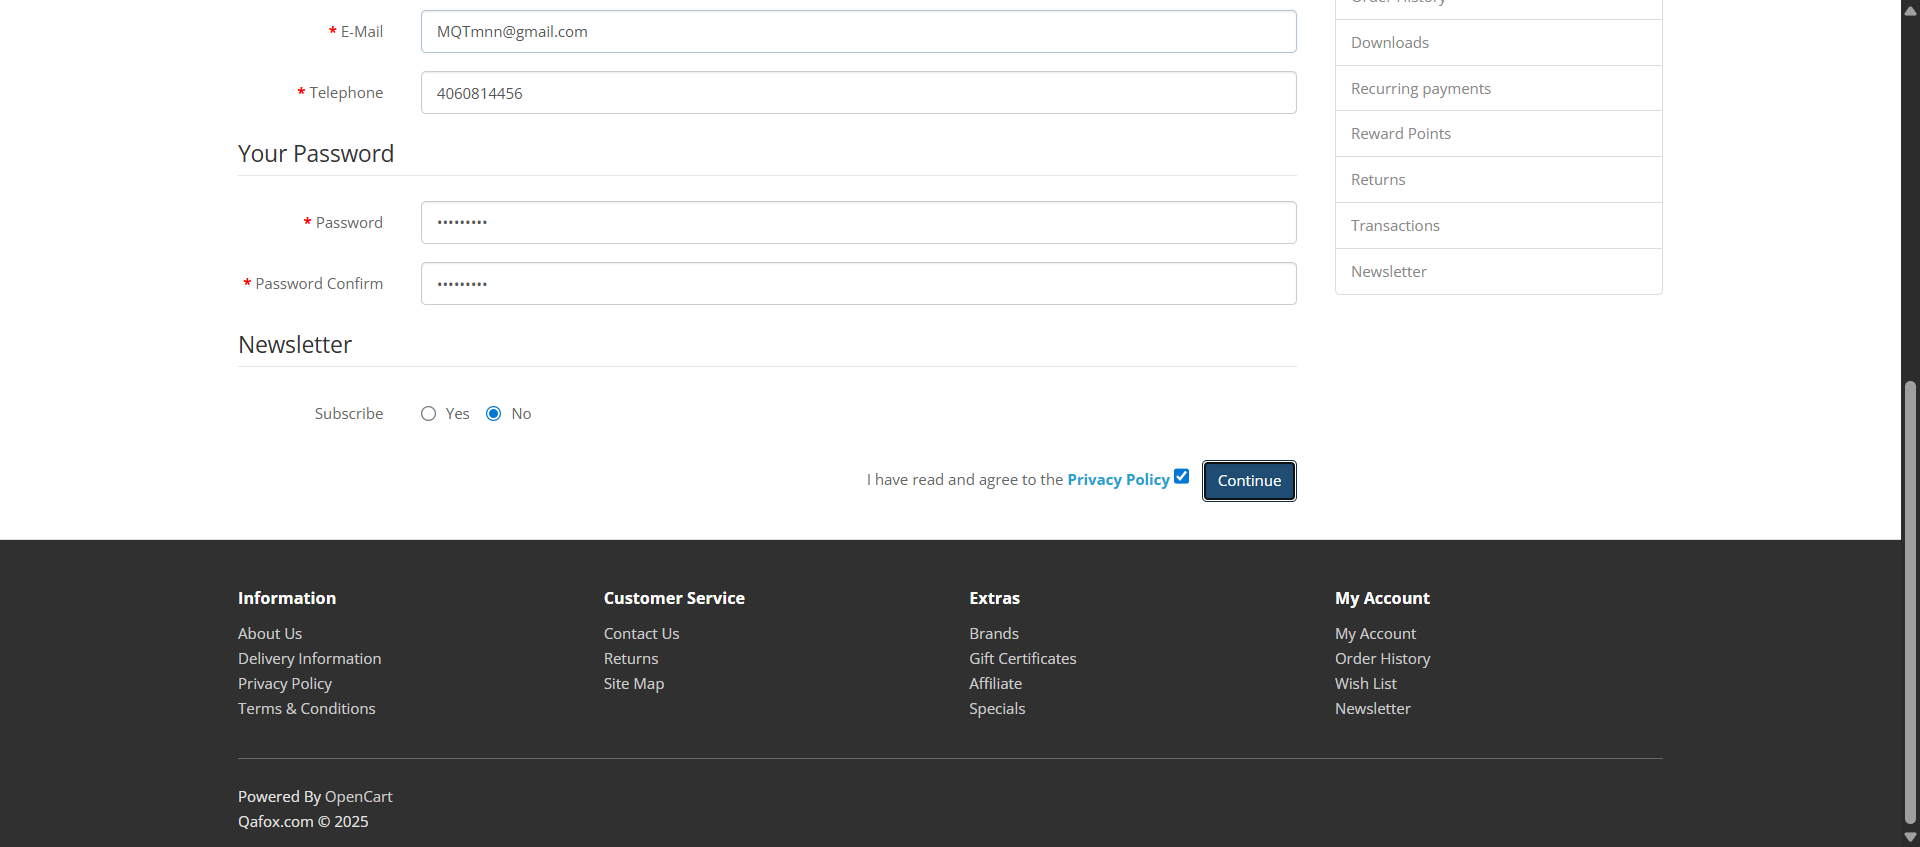 * E-Mail
MQTmnn@gmail.com
* Telephone
4060814456
Your Password
* Password
•••••••••
* Password Confirm
•••••••••
Newsletter
Subscribe
Yes
No
I have read and agree to the Privacy Policy
Continue
Order History
Downloads
Recurring payments
Reward Points
Returns
Transactions
Newsletter
Information
About Us
Delivery Information
Privacy Policy
Terms & Conditions
Customer Service
Contact Us
Returns
Site Map
Extras
Brands
Gift Certificates
Affiliate
Specials
My Account
My Account
Order History
Wish List
Newsletter
Powered By OpenCart
Qafox.com © 2025